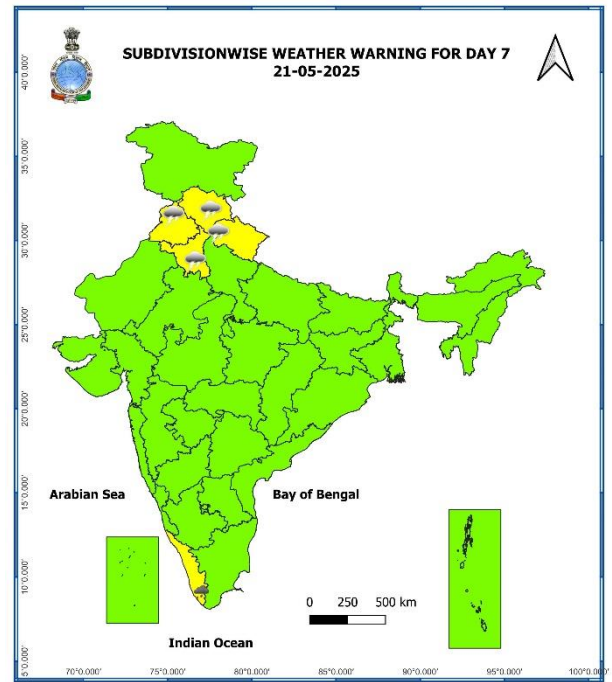 SUBDIVISIONWISE WEATHER WARNING FOR DAY 7
21-05-2025
40°0.000'
35°0.000'
30°0.000'
25°0.000'
20°0.000'
15°0.000'
10°0.000'
5°0.000'
Arabian Sea
Bay of Bengal
0 250 500 km
Indian Ocean
70°0.000' 75°0.000' 80°0.000' 85°0.000' 90°0.000' 95°0.000' 100°0.000'